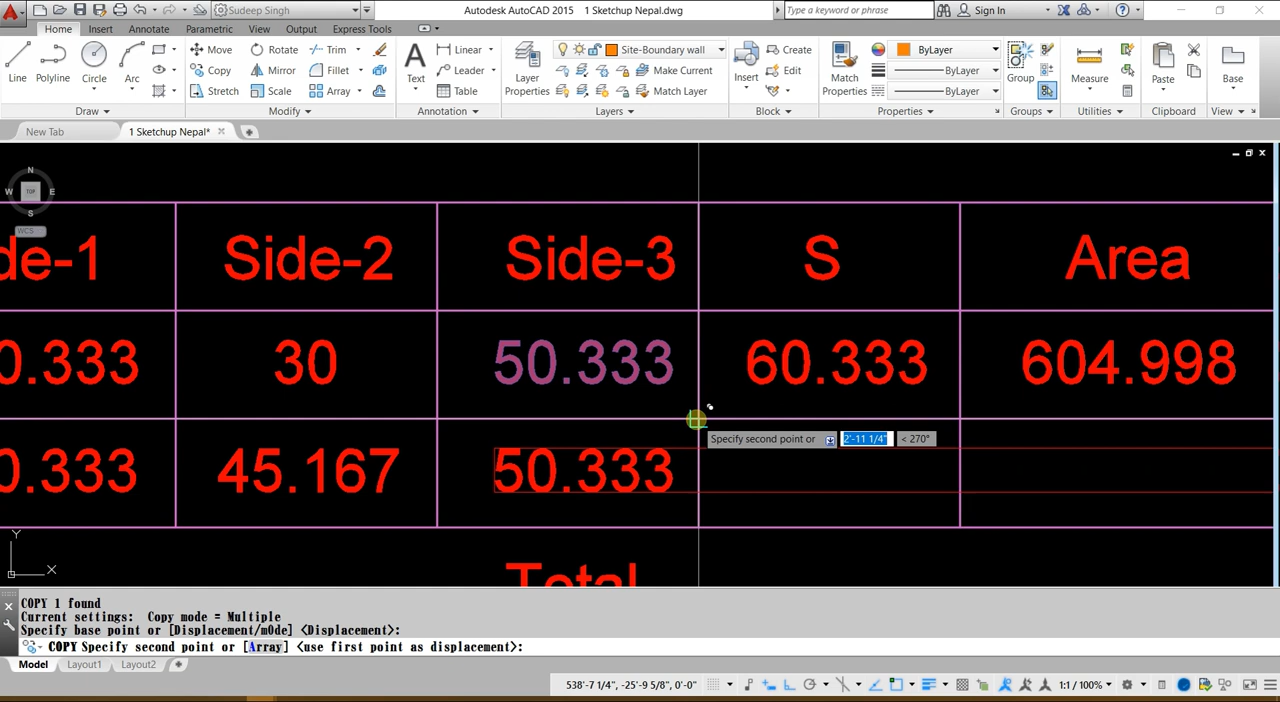 Sudeep Singh
Autodesk AutoCAD 2015
1 Sketchup Nepal.dwg
Type a keyword or phrase
Sign In
Home
Insert
Annotate
Parametric
View
Output
Express Tools
Line
Polyline
Circle
Arc
Draw
Move
Rotate
Trim
Copy
Mirror
Fillet
Stretch
Scale
Array
Modify
Text
Linear
Leader
Table
Annotation
Layer
Properties
Site-Boundary wall
Make Current
Match Layer
Layers
Insert
Create
Edit
Block
Match
Properties
ByLayer
ByLayer
ByLayer
Properties
Group
Groups
Measure
Utilities
Paste
Clipboard
Base
View
New Tab
1 Sketchup Nepal*
N
W TOP E
S
WCS
de-1 Side-2 Side-3 S Area
0.333 30 50.333 60.333 604.998
0.333 45.167 50.333
Specify second point or 2'-11 1/4" < 270°
Total
Y
X
COPY 1 found
Current settings: Copy mode = Multiple
Specify base point or [Displacement/mOde] <Displacement>:
COPY Specify second point or [Array] <use first point as displacement>:
Model Layout1 Layout2
538'-7 1/4", -25'-9 5/8", 0'-0"
1:1 / 100%